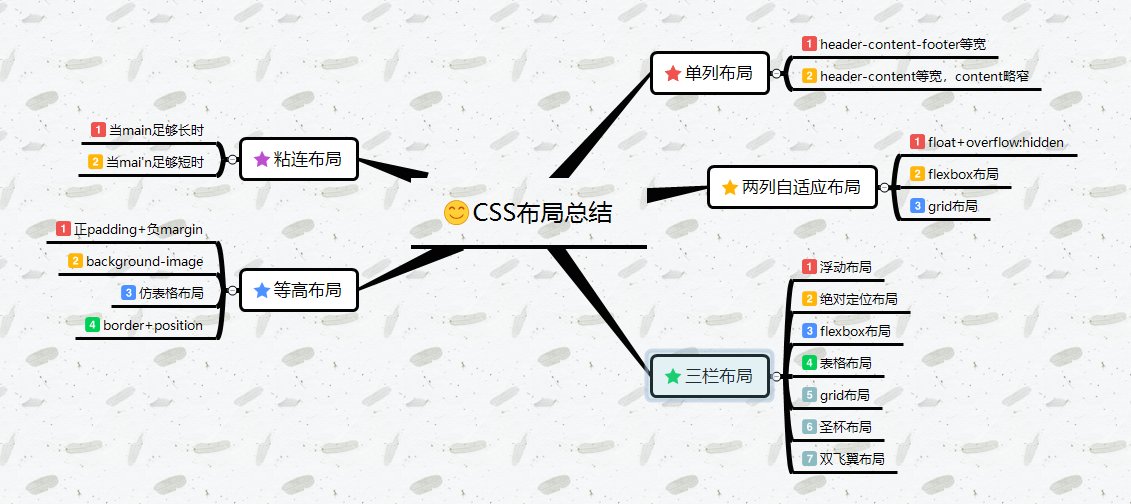 CSS布局总结
单列布局
1 header-content-footer等宽
2 header-content等宽，content略窄
两列自适应布局
1 float+overflow:hidden
2 flexbox布局
3 grid布局
三栏布局
1 浮动布局
2 绝对定位布局
3 flexbox布局
4 表格布局
5 grid布局
6 圣杯布局
7 双飞翼布局
粘连布局
1 当main足够长时
2 当mai'n足够短时
等高布局
1 正padding+负margin
2 background-image
3 仿表格布局
4 border+position